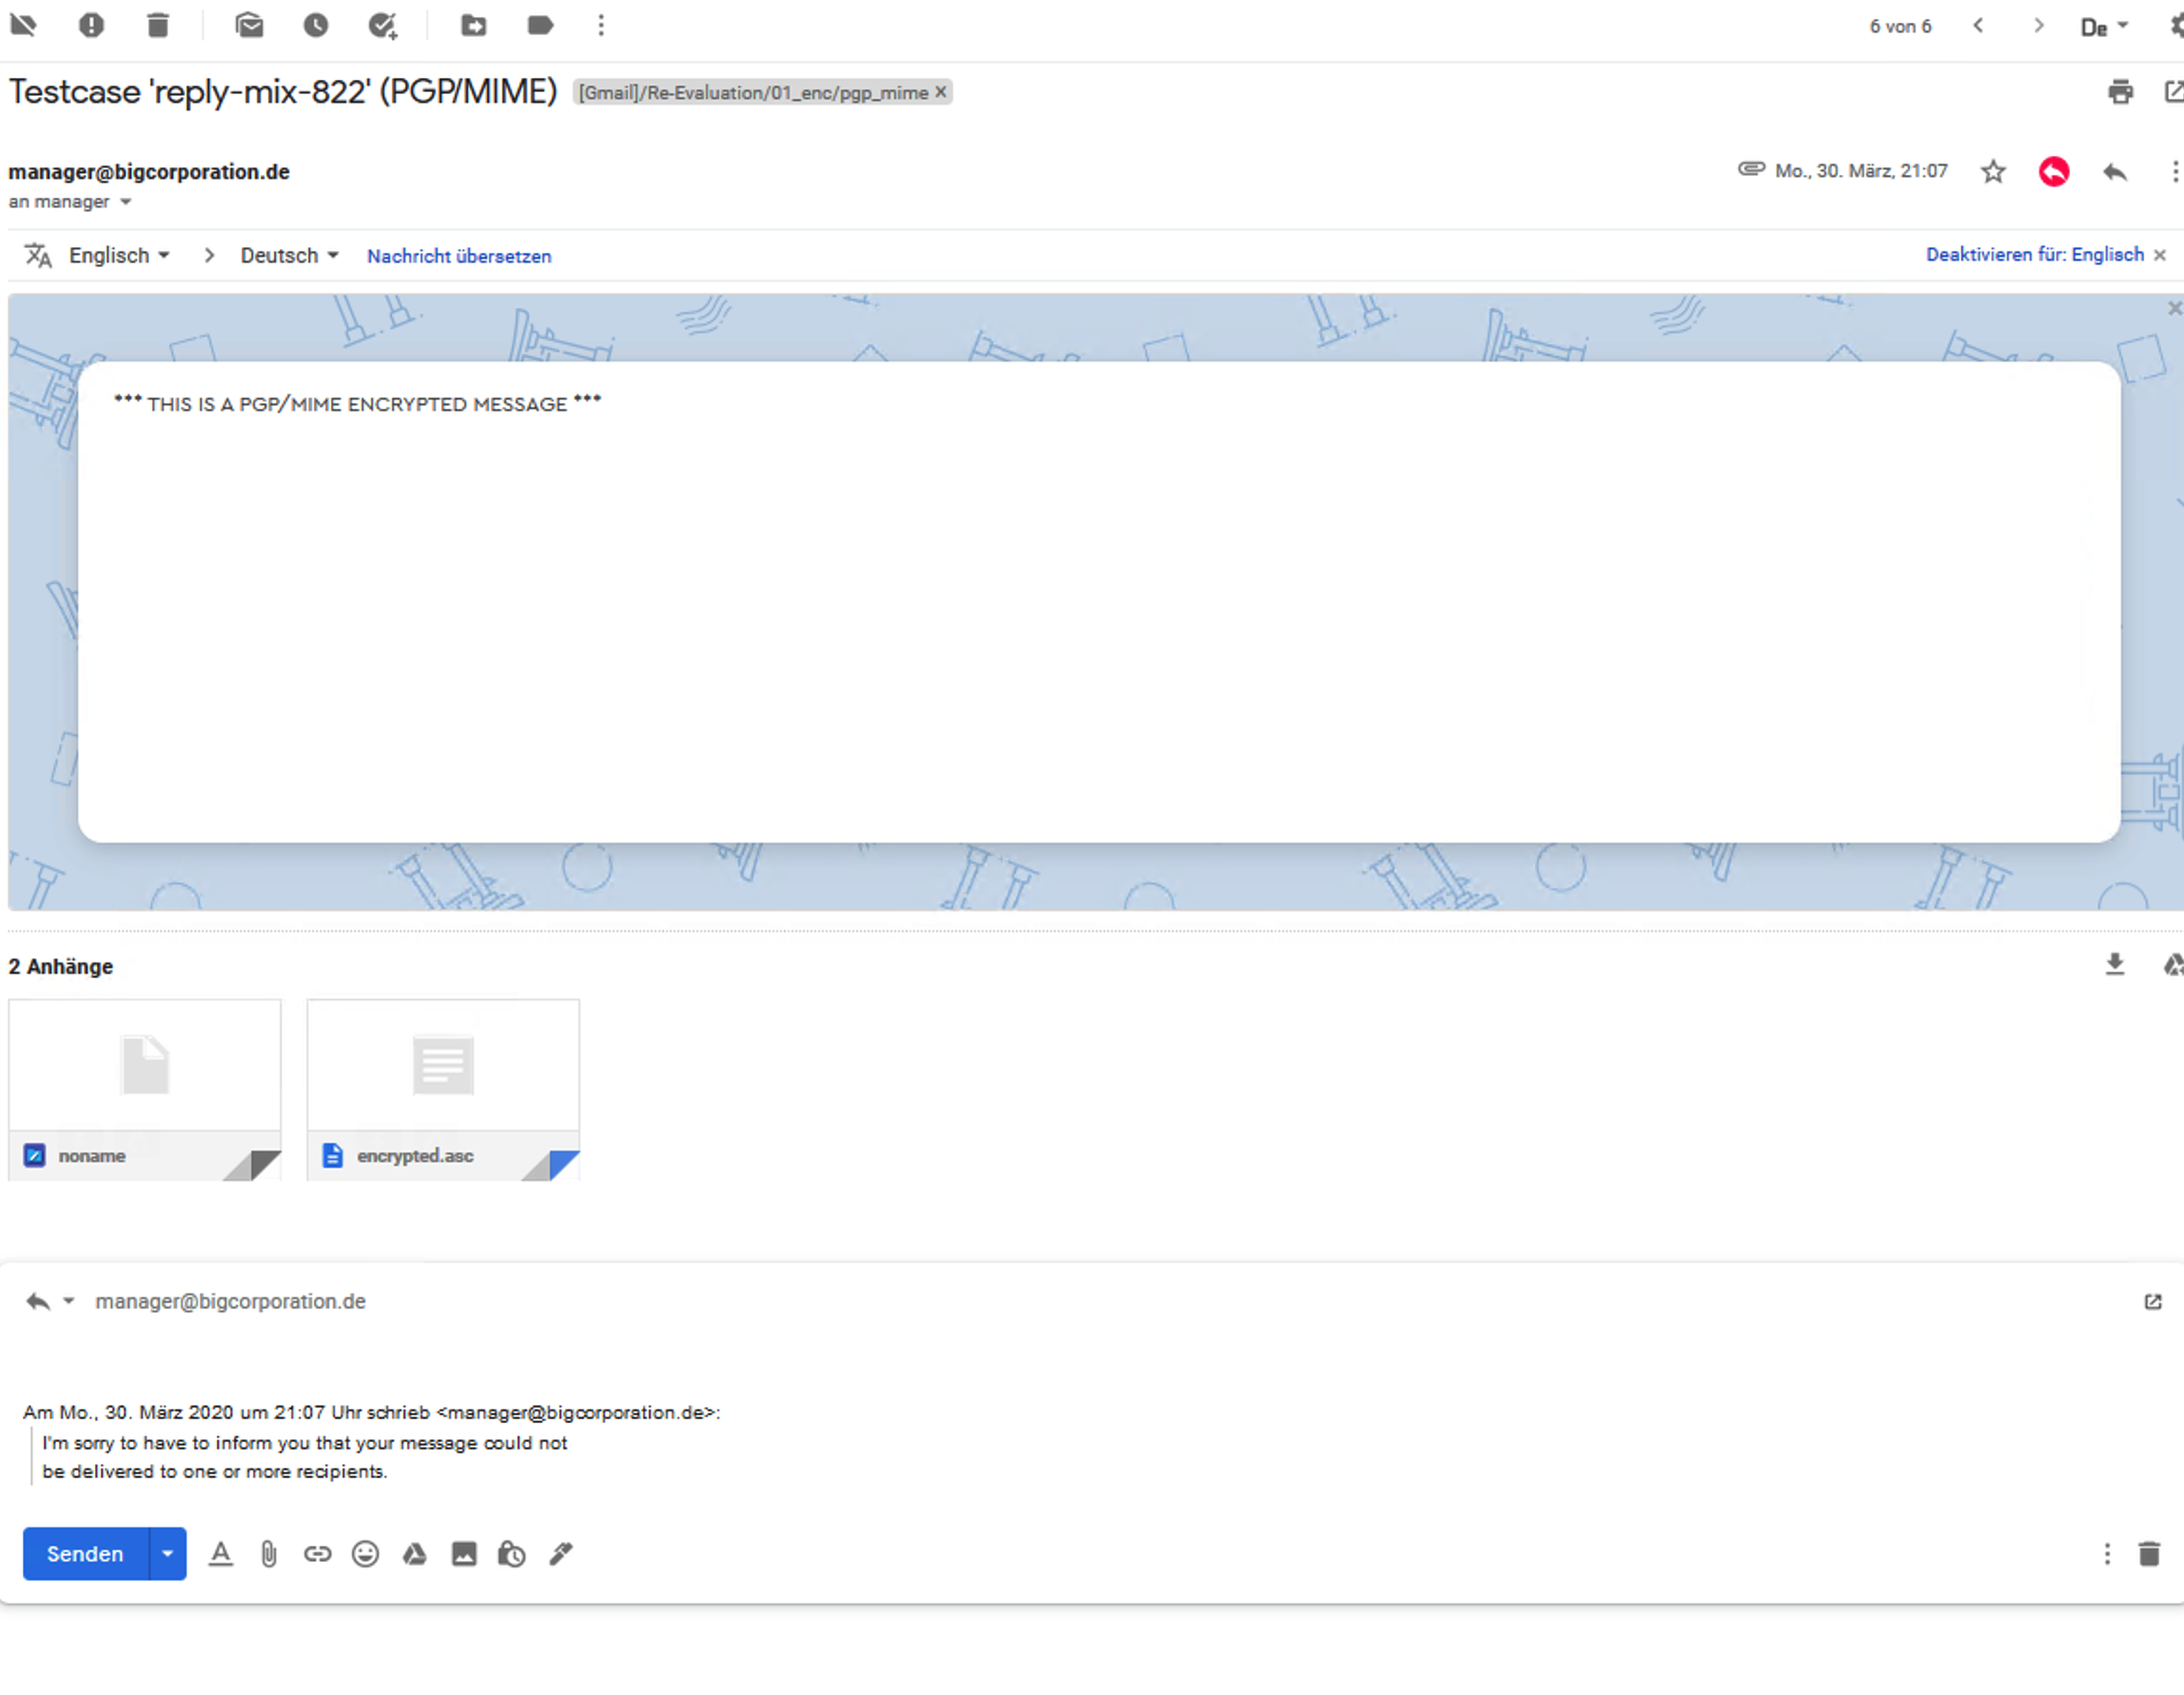 6 von 6
De
Testcase 'reply-mix-822' (PGP/MIME) [Gmail]/Re-Evaluation/01_enc/pgp_mime ×
manager@bigcorporation.de
Mo., 30. März, 21:07
an manager
Englisch > Deutsch Nachricht übersetzen
Deaktivieren für: Englisch ×
*** THIS IS A PGP/MIME ENCRYPTED MESSAGE ***
2 Anhänge
noname
encrypted.asc
manager@bigcorporation.de
Am Mo., 30. März 2020 um 21:07 Uhr schrieb <manager@bigcorporation.de>:
I'm sorry to have to inform you that your message could not
be delivered to one or more recipients.
Senden